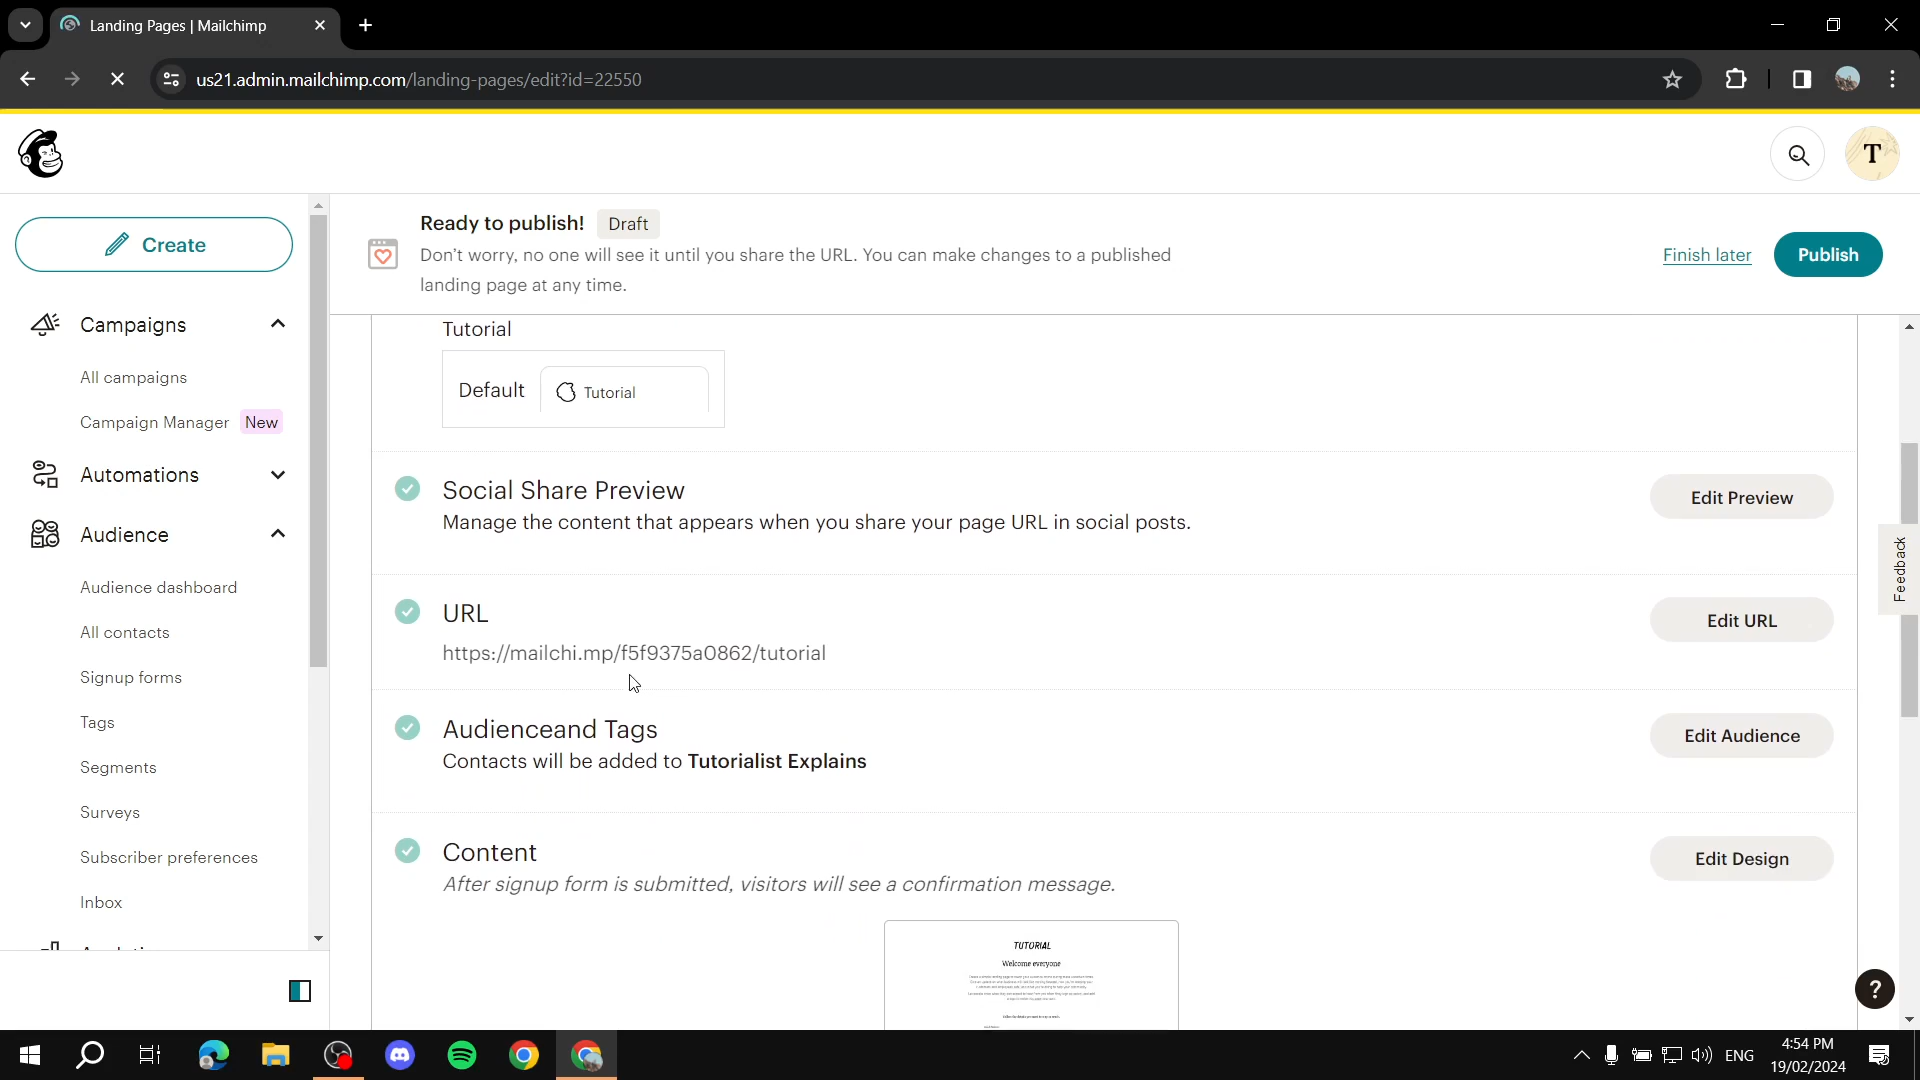 Landing Pages | Mailchimp
us21.admin.mailchimp.com/landing-pages/edit?id=22550
T
Create
Ready to publish! Draft
Don't worry, no one will see it until you share the URL. You can make changes to a published
landing page at any time.
Finish later
Publish
Campaigns
All campaigns
Campaign Manager New
Automations
Audience
Audience dashboard
All contacts
Signup forms
Tags
Segments
Surveys
Subscriber preferences
Inbox
Tutorial
Default Tutorial
Social Share Preview
Manage the content that appears when you share your page URL in social posts.
Edit Preview
URL
https://mailchi.mp/f5f9375a0862/tutorial
Edit URL
Audienceand Tags
Contacts will be added to Tutorialist Explains
Edit Audience
Content
After signup form is submitted, visitors will see a confirmation message.
Edit Design
TUTORIAL
Welcome everyone
Feedback
?
ENG
4:54 PM
19/02/2024